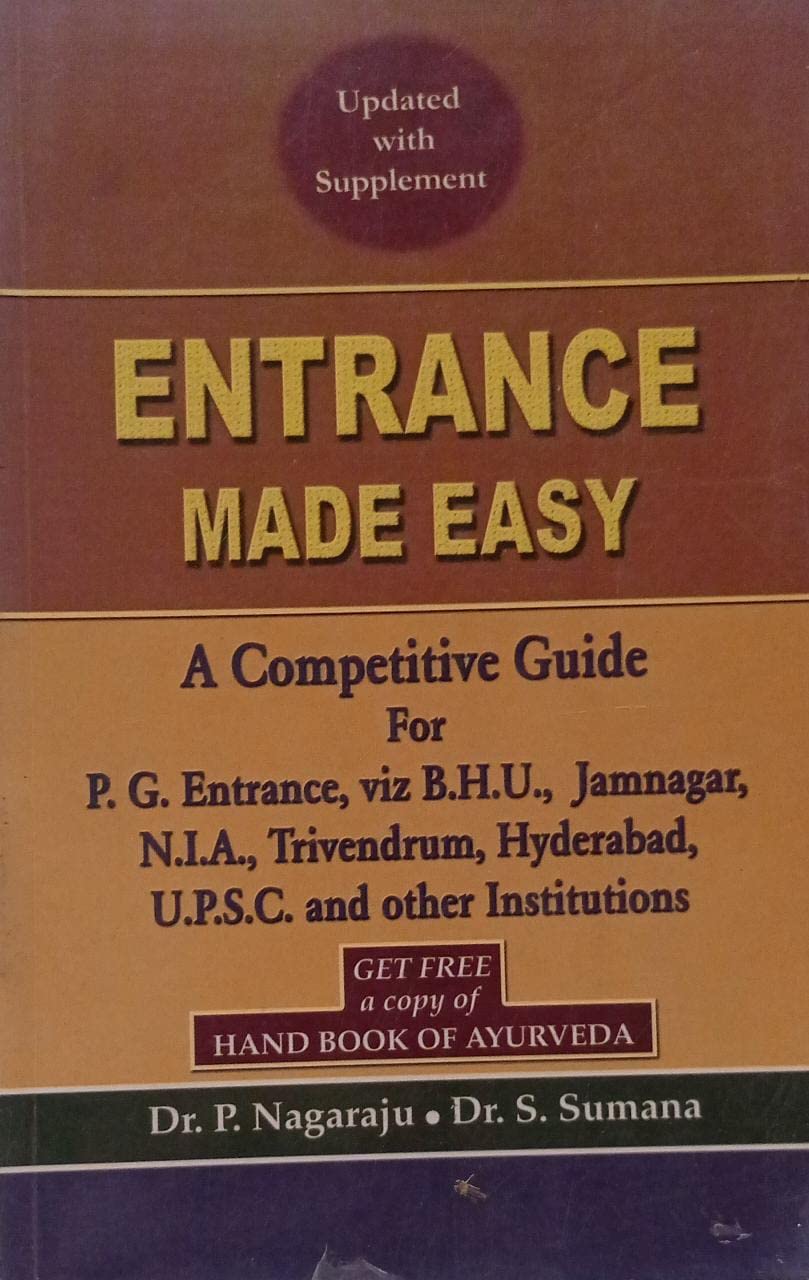 Updated
with
Supplement
ENTRANCE
MADE EASY
A Competitive Guide
For
P. G. Entrance, viz B.H.U., Jamnagar,
N.I.A., Trivendrum, Hyderabad,
U.P.S.C. and other Institutions
GET FREE
a copy of
HAND BOOK OF AYURVEDA
Dr. P. Nagaraju • Dr. S. Sumana